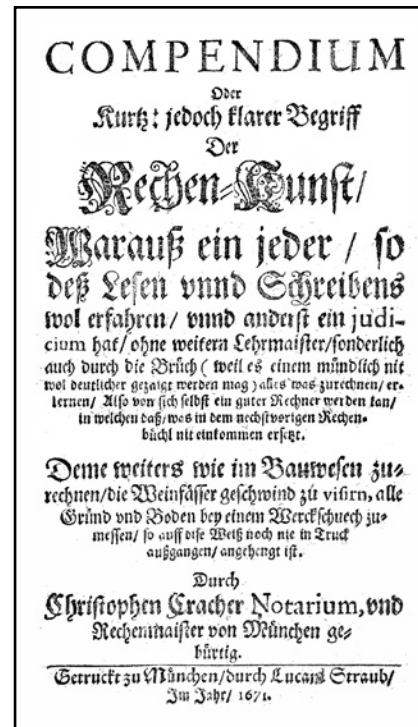 COMPENDIUM
Oder
Kurtz: jedoch klarer Begriff
Der
Rechen-Kunst/
Warauß ein jeder / so
deß Lesen vnnd Schreibens
wol erfahren/ vnnd anderst ein judi-
cium hat/ ohne weitern Lehrmaister/sonderlich
auch durch die Brüch ( weil es einem mündlich nit
wol deutlicher gezaigt werden mag ) alles was zurechnen/ er-
lernen/ Also von sich selbst ein guter Rechner werden kan/
in welchen daß/ was in dem nechstvorigen Rechen-
büchl nit einkommen ersetzt.
Deme weiters wie im Bauwesen zu-
rechnen/die Weinfässer geschwind zu visirn, alle
Gründ vnd Boden bey einem Werckschuech zu-
messen/ so auff dise Weiß noch nie in Truck
außgangen/ angehengt ist.
Durch
Christophen Cracher Notarium, vnd
Rechenmaister von München ge-
bürtig.
Getruckt zu München/durch Lucam Straub/
Im Jahr/ 1671.